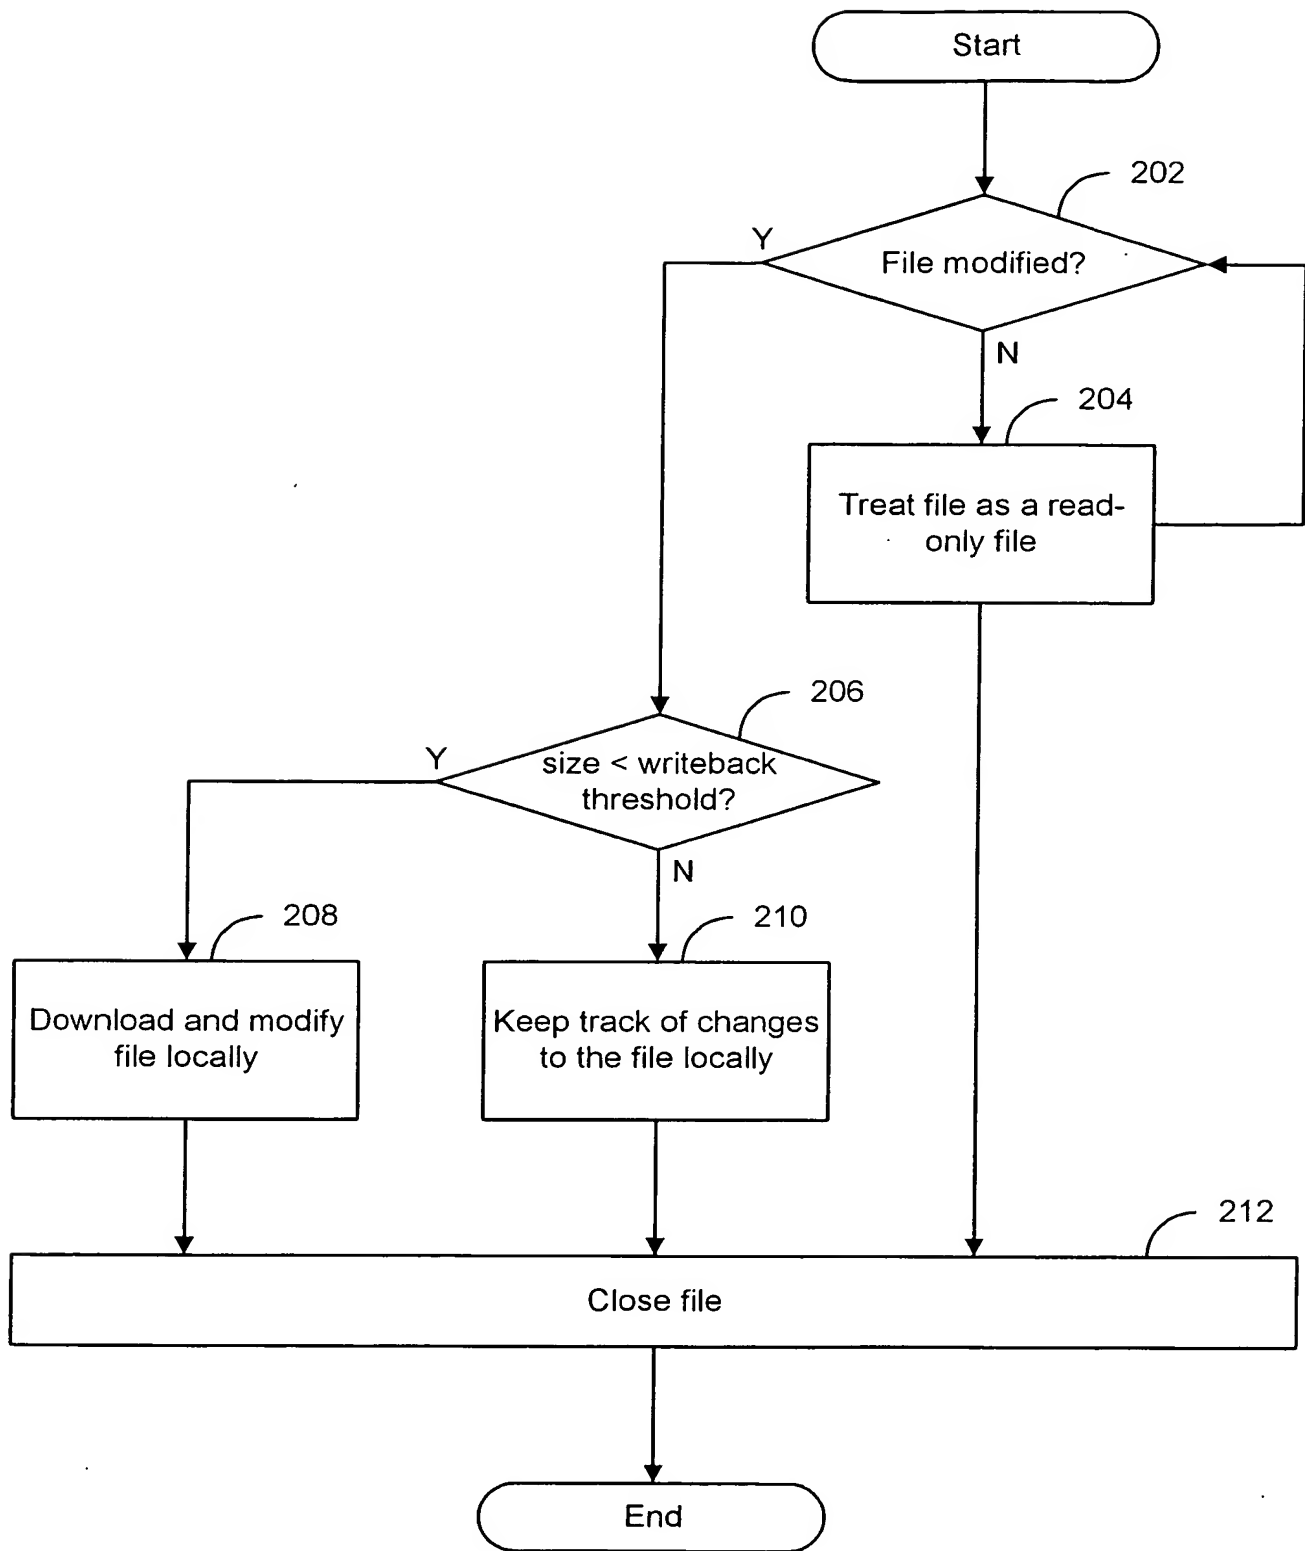 Start
202
Y
File modified?
N
204
Treat file as a read-
only file
206
Y
size < writeback
threshold?
N
208
210
Download and modify
file locally
Keep track of changes
to the file locally
212
Close file
End